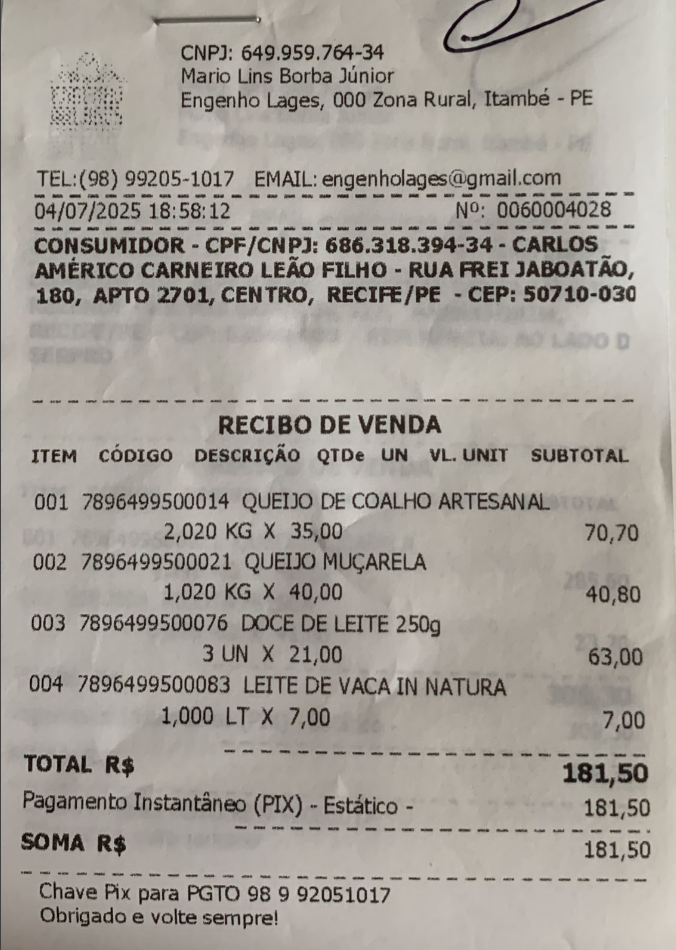 CNPJ: 649.959.764-34
Mario Lins Borba Júnior
Engenho Lages, 000 Zona Rural, Itambé - PE
TEL:(98) 99205-1017 EMAIL: engenholages@gmail.com
04/07/2025 18:58:12 Nº: 0060004028
CONSUMIDOR - CPF/CNPJ: 686.318.394-34 - CARLOS
AMÉRICO CARNEIRO LEÃO FILHO - RUA FREI JABOATÃO,
180, APTO 2701, CENTRO, RECIFE/PE - CEP: 50710-030
RECIBO DE VENDA
ITEM CÓDIGO DESCRIÇÃO QTDe UN VL. UNIT SUBTOTAL
001 7896499500014 QUEIJO DE COALHO ARTESANAL
2,020 KG X 35,00 70,70
002 7896499500021 QUEIJO MUÇARELA
1,020 KG X 40,00 40,80
003 7896499500076 DOCE DE LEITE 250g
3 UN X 21,00 63,00
004 7896499500083 LEITE DE VACA IN NATURA
1,000 LT X 7,00 7,00
TOTAL R$ 181,50
Pagamento Instantâneo (PIX) - Estático - 181,50
SOMA R$ 181,50
Chave Pix para PGTO 98 9 92051017
Obrigado e volte sempre!